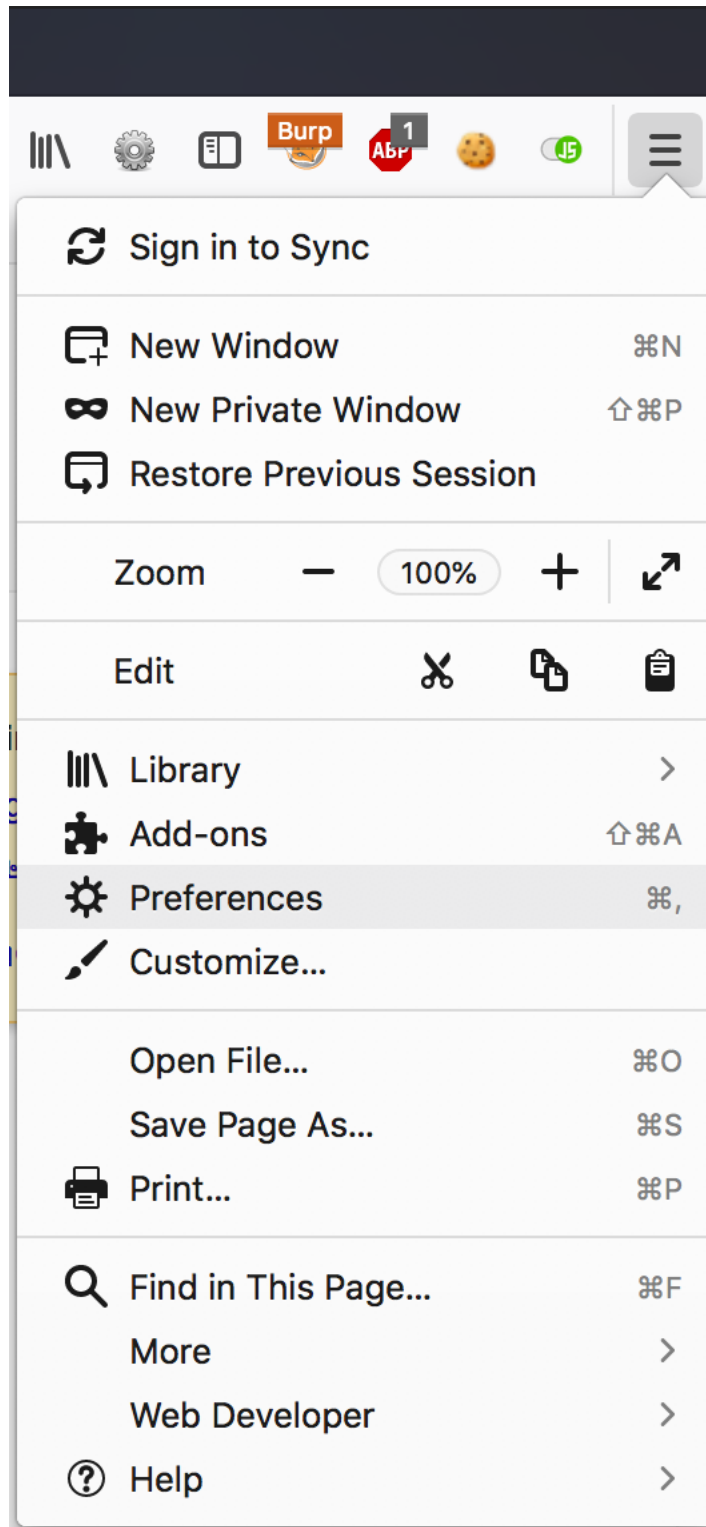 Burp
ABP 1
JS
Sign in to Sync
New Window ⌘N
New Private Window ⇧⌘P
Restore Previous Session
Zoom 100%
Edit
Library
Add-ons ⇧⌘A
Preferences ⌘,
Customize...
Open File... ⌘O
Save Page As... ⌘S
Print... ⌘P
Find in This Page... ⌘F
More
Web Developer
Help